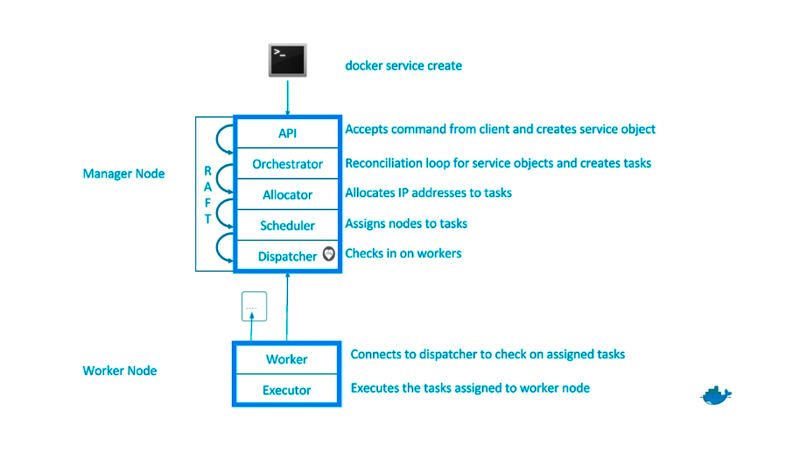 >_
docker service create
API
Accepts command from client and creates service object
Manager Node
RAFT
Orchestrator
Reconciliation loop for service objects and creates tasks
Allocator
Allocates IP addresses to tasks
Scheduler
Assigns nodes to tasks
Dispatcher
Checks in on workers
....
Worker Node
Worker
Connects to dispatcher to check on assigned tasks
Executor
Executes the tasks assigned to worker node